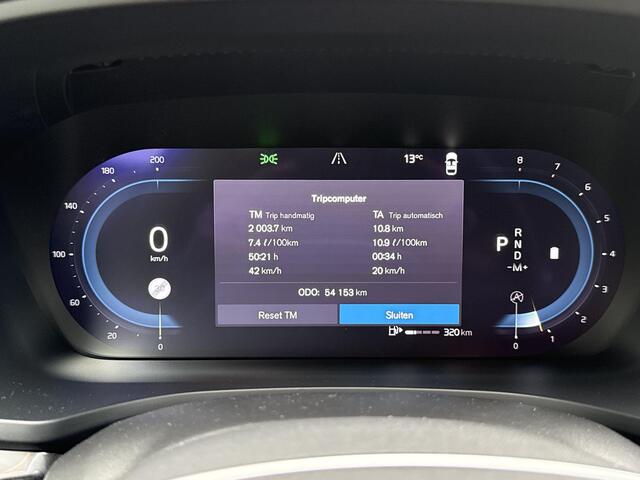 200
180
140
100
60
20
0
13°C
8
7
6
5
4
3
2
1
0
0
km/h
Tripcomputer
TM Trip handmatig TA Trip automatisch
2 003.7 km 10.8 km
7.4 ℓ/100km 10.9 ℓ/100km
50:21 h 00:34 h
42 km/h 20 km/h
ODO: 54 153 km
Reset TM Sluiten
P
R
N
D
-M+
320 km